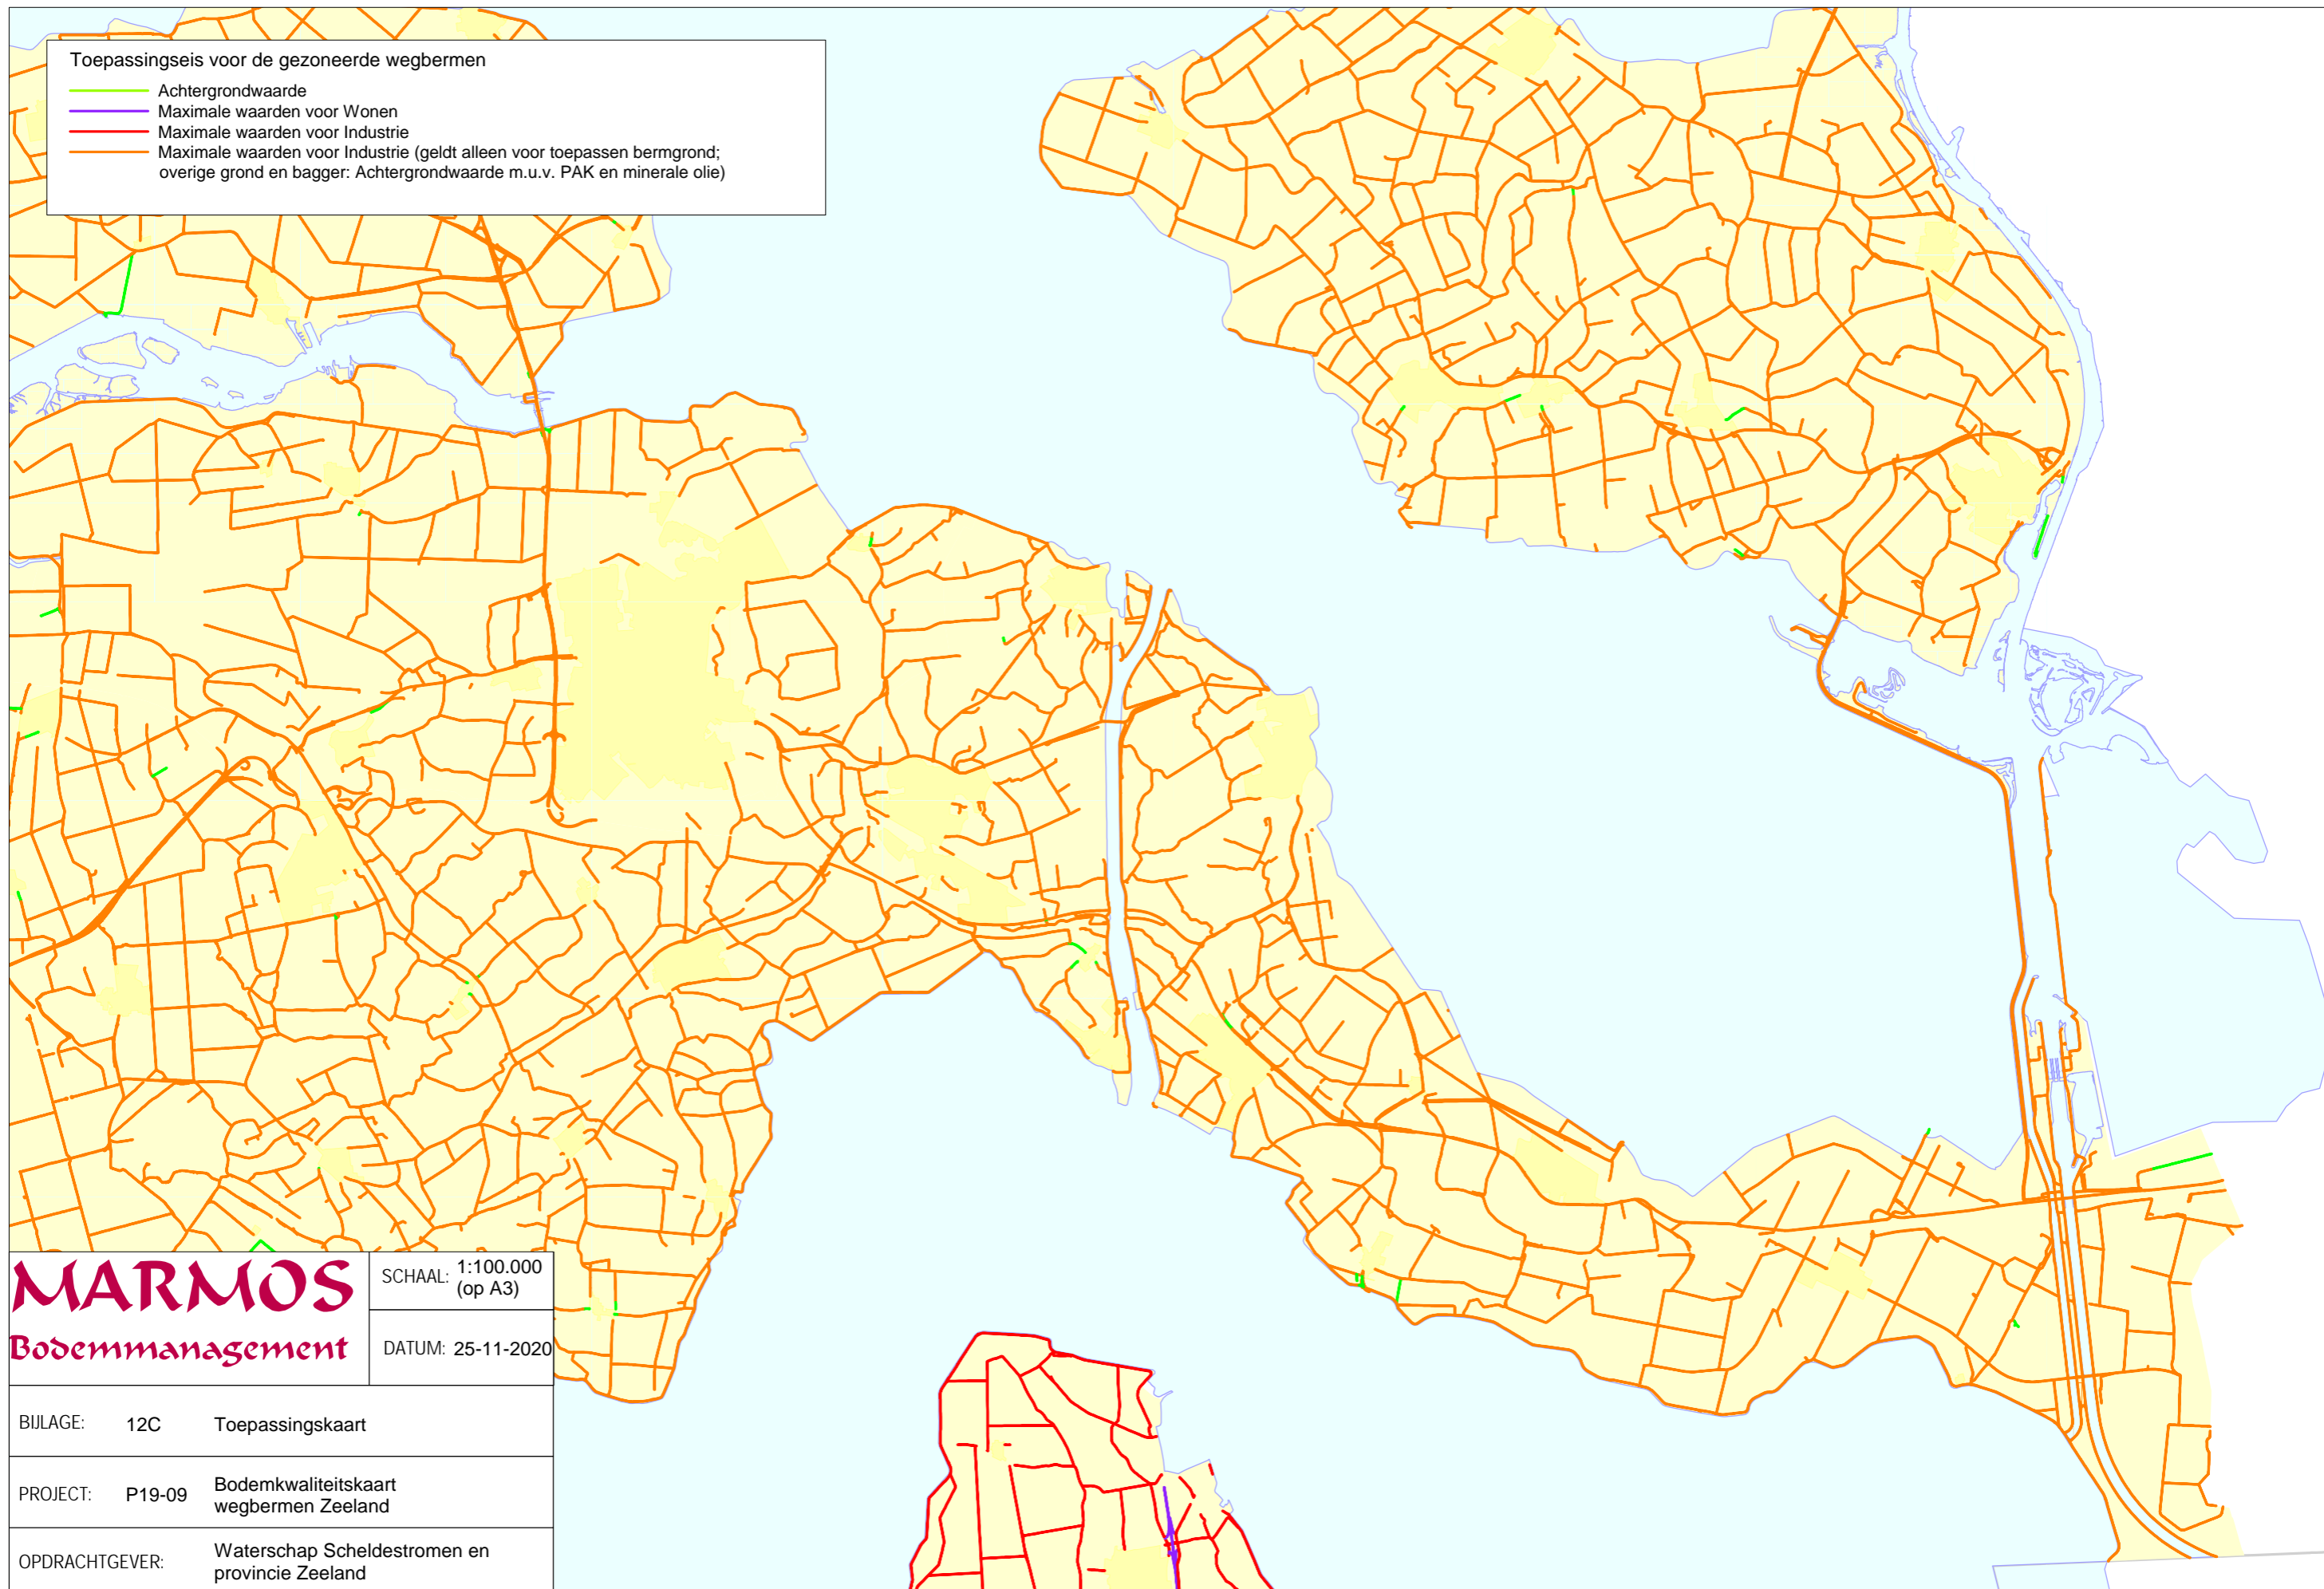 Toepassingseis voor de gezoneerde wegbermen
Achtergrondwaarde
Maximale waarden voor Wonen
Maximale waarden voor Industrie
Maximale waarden voor Industrie (geldt alleen voor toepassen bermgrond;
overige grond en bagger: Achtergrondwaarde m.u.v. PAK en minerale olie)
MARMOS
Bodemmanagement
SCHAAL: 1:100.000
(op A3)
DATUM: 25-11-2020
BIJLAGE: 12C Toepassingskaart
PROJECT: P19-09 Bodemkwaliteitskaart
wegbermen Zeeland
OPDRACHTGEVER: Waterschap Scheldestromen en
provincie Zeeland